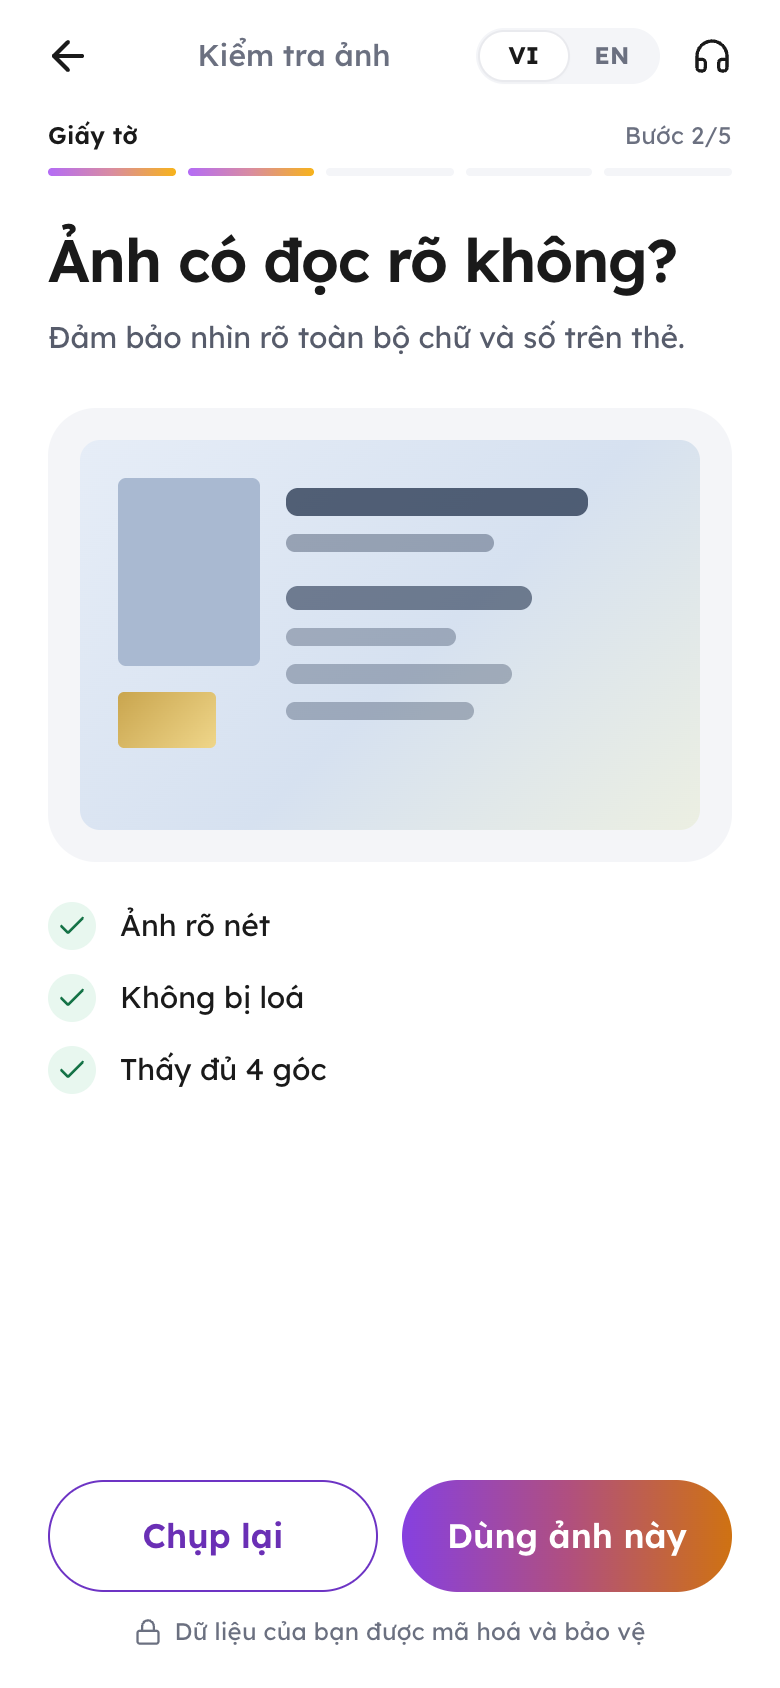 Kiểm tra ảnh
VI
EN
Giấy tờ
Bước 2/5
Ảnh có đọc rõ không?
Đảm bảo nhìn rõ toàn bộ chữ và số trên thẻ.
Ảnh rõ nét
Không bị loá
Thấy đủ 4 góc
Chụp lại
Dùng ảnh này
Dữ liệu của bạn được mã hoá và bảo vệ